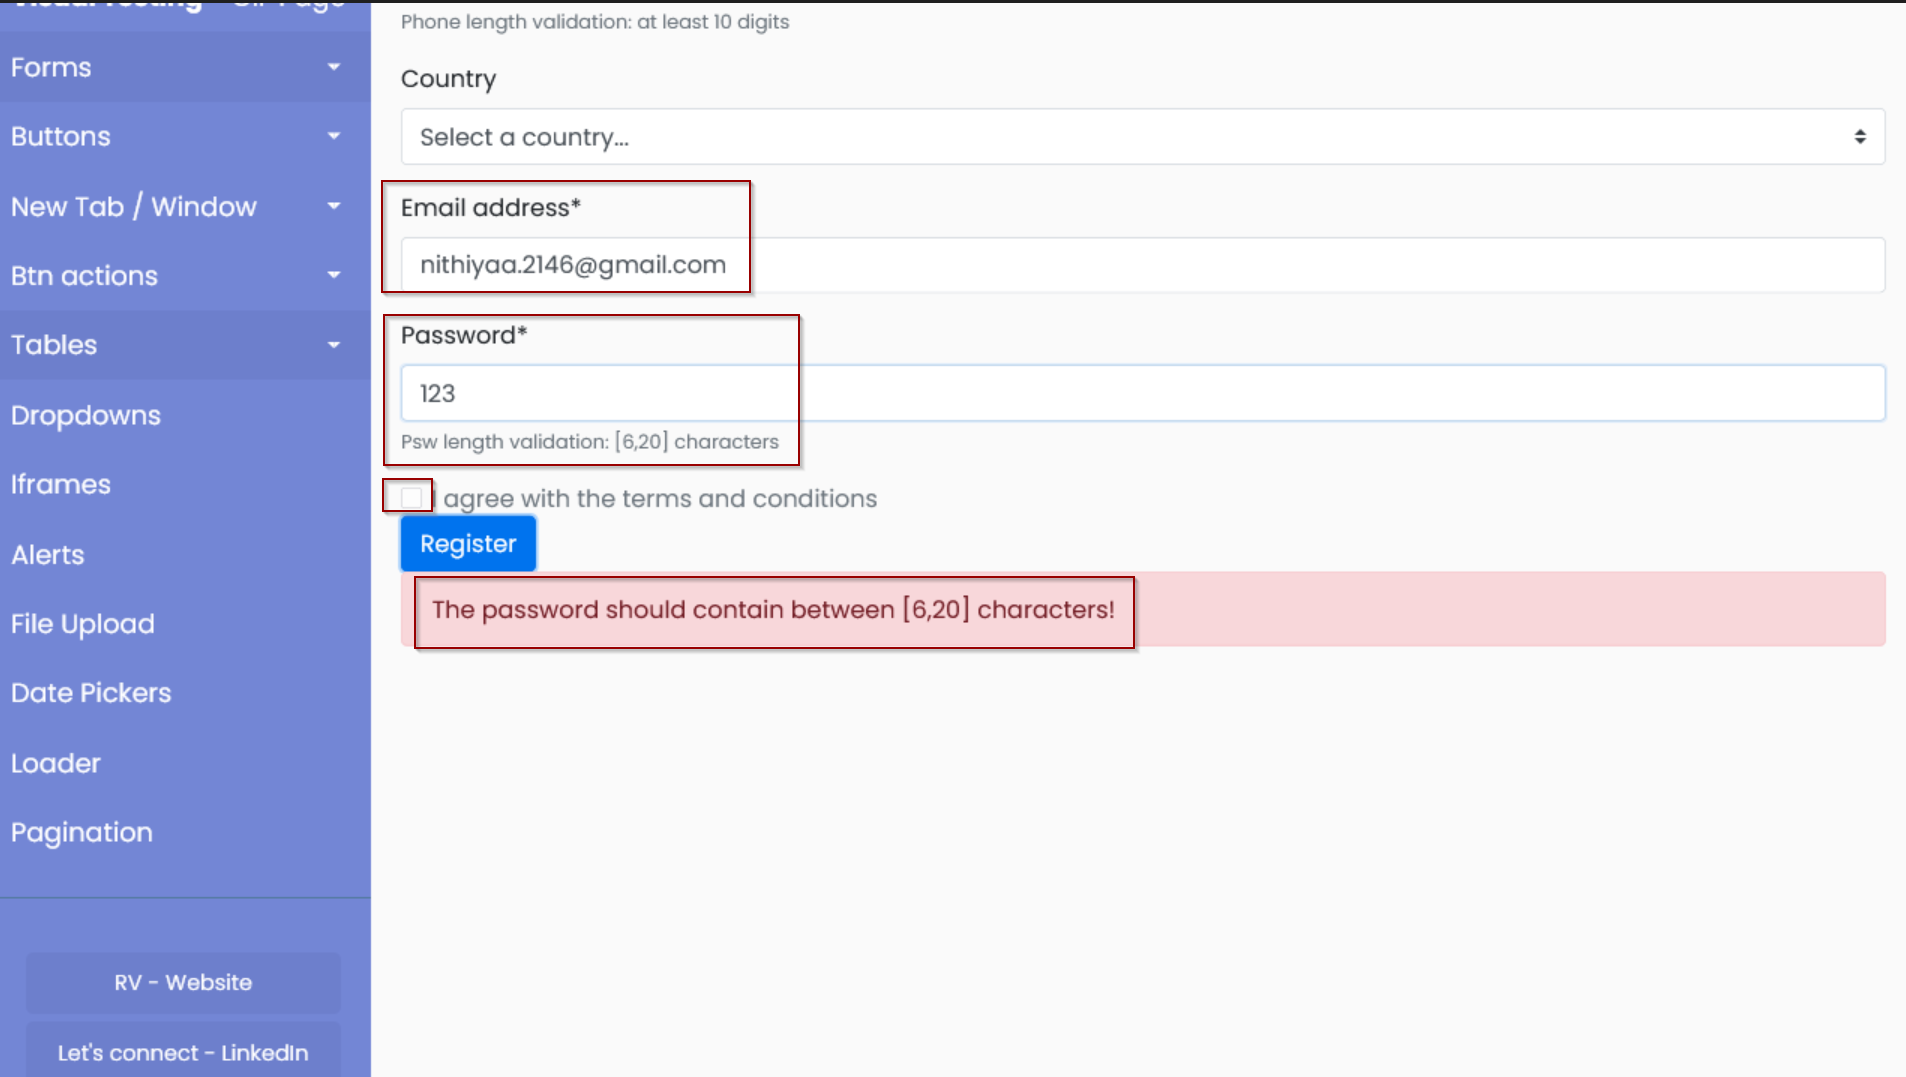 Phone length validation: at least 10 digits
Forms
Buttons
New Tab / Window
Btn actions
Tables
Dropdowns
Iframes
Alerts
File Upload
Date Pickers
Loader
Pagination
RV - Website
Let's connect - LinkedIn
Country
Select a country...
Email address*
nithiyaa.2146@gmail.com
Password*
123
Psw length validation: [6,20] characters
agree with the terms and conditions
Register
The password should contain between [6,20] characters!